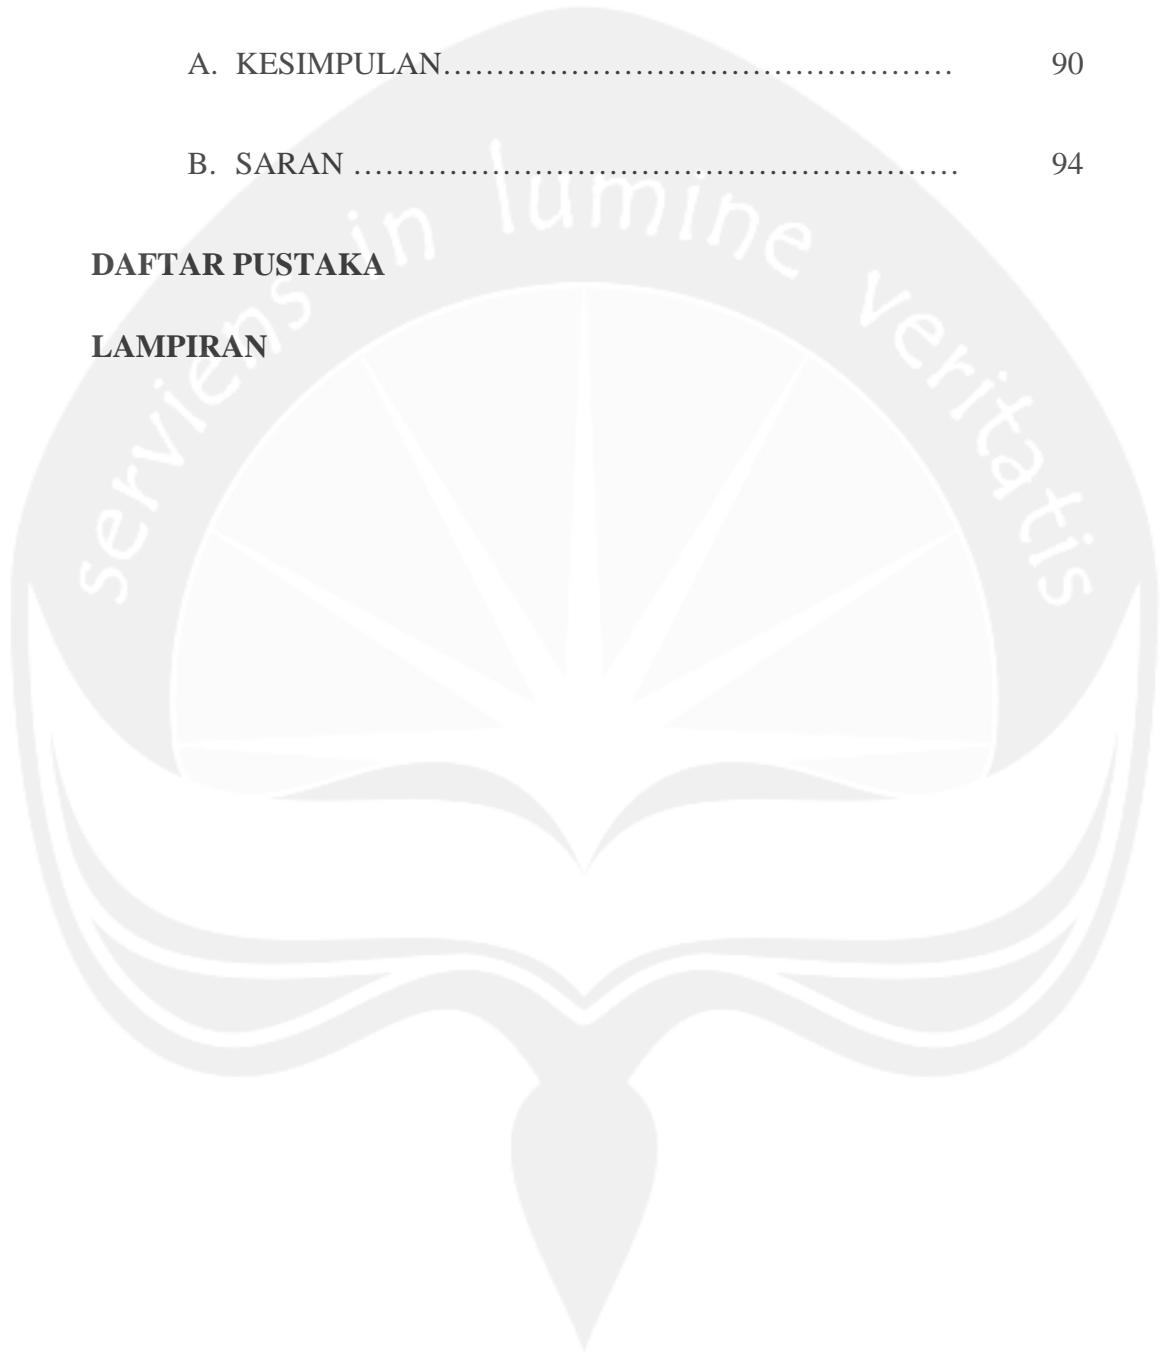 A. KESIMPULAN………………………………………… 90
B. SARAN ………………………………………………… 94
serviens in lumine veritatis
DAFTAR PUSTAKA
LAMPIRAN